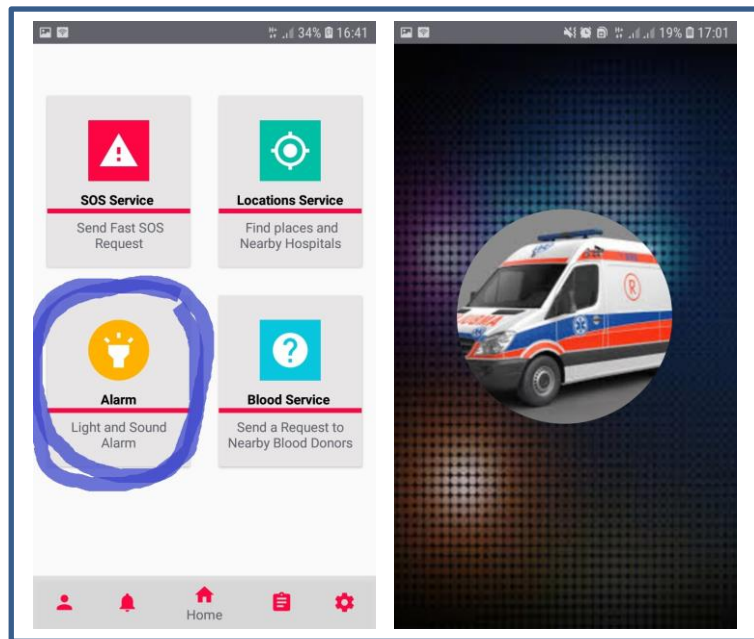 34% 16:41
SOS Service
Send Fast SOS
Request
Locations Service
Find places and
Nearby Hospitals
Alarm
Light and Sound
Alarm
Blood Service
Send a Request to
Nearby Blood Donors
Home
19% 17:01
R